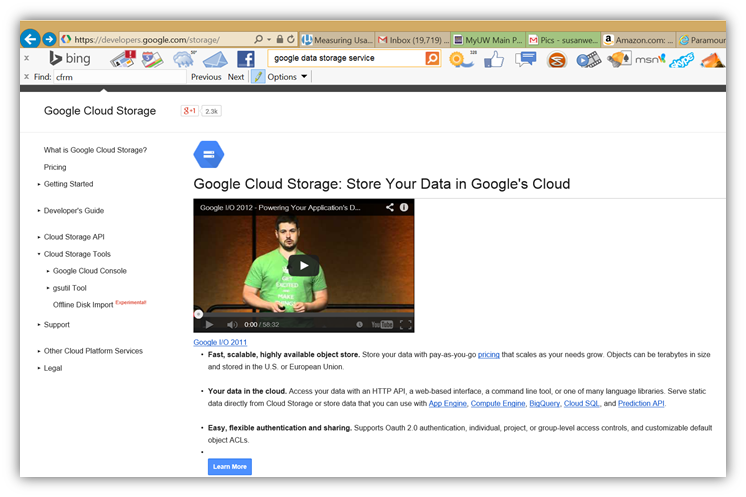 https://developers.google.com/storage/
Measuring Usa...
Inbox (19,719) ...
MyUW Main P...
Pics - susanwe...
Amazon.com: ...
Paramour
x
bing
50°
google data storage service
msn
skype
x Find: cfrm
Previous Next
Options
Google Cloud Storage
g+1
2.3k
What is Google Cloud Storage?
Pricing
Getting Started
Developer's Guide
Cloud Storage API
Cloud Storage Tools
Google Cloud Console
gsutil Tool
Offline Disk Import Experimental!
Support
Other Cloud Platform Services
Legal
Google Cloud Storage: Store Your Data in Google's Cloud
Google I/O 2012 - Powering Your Application's D...
GET
EXCITED
AND
MAKE
THINGS
0:00 / 56:32
YouTube
Google I/O 2011
• Fast, scalable, highly available object store. Store your data with pay-as-you-go pricing that scales as your needs grow. Objects can be terabytes in size
and stored in the U.S. or European Union.
• Your data in the cloud. Access your data with an HTTP API, a web-based interface, a command line tool, or one of many language libraries. Serve static
data directly from Cloud Storage or store data that you can use with App Engine, Compute Engine, BigQuery, Cloud SQL, and Prediction API.
• Easy, flexible authentication and sharing. Supports Oauth 2.0 authentication, individual, project, or group-level access controls, and customizable default
object ACLs.
•
Learn More